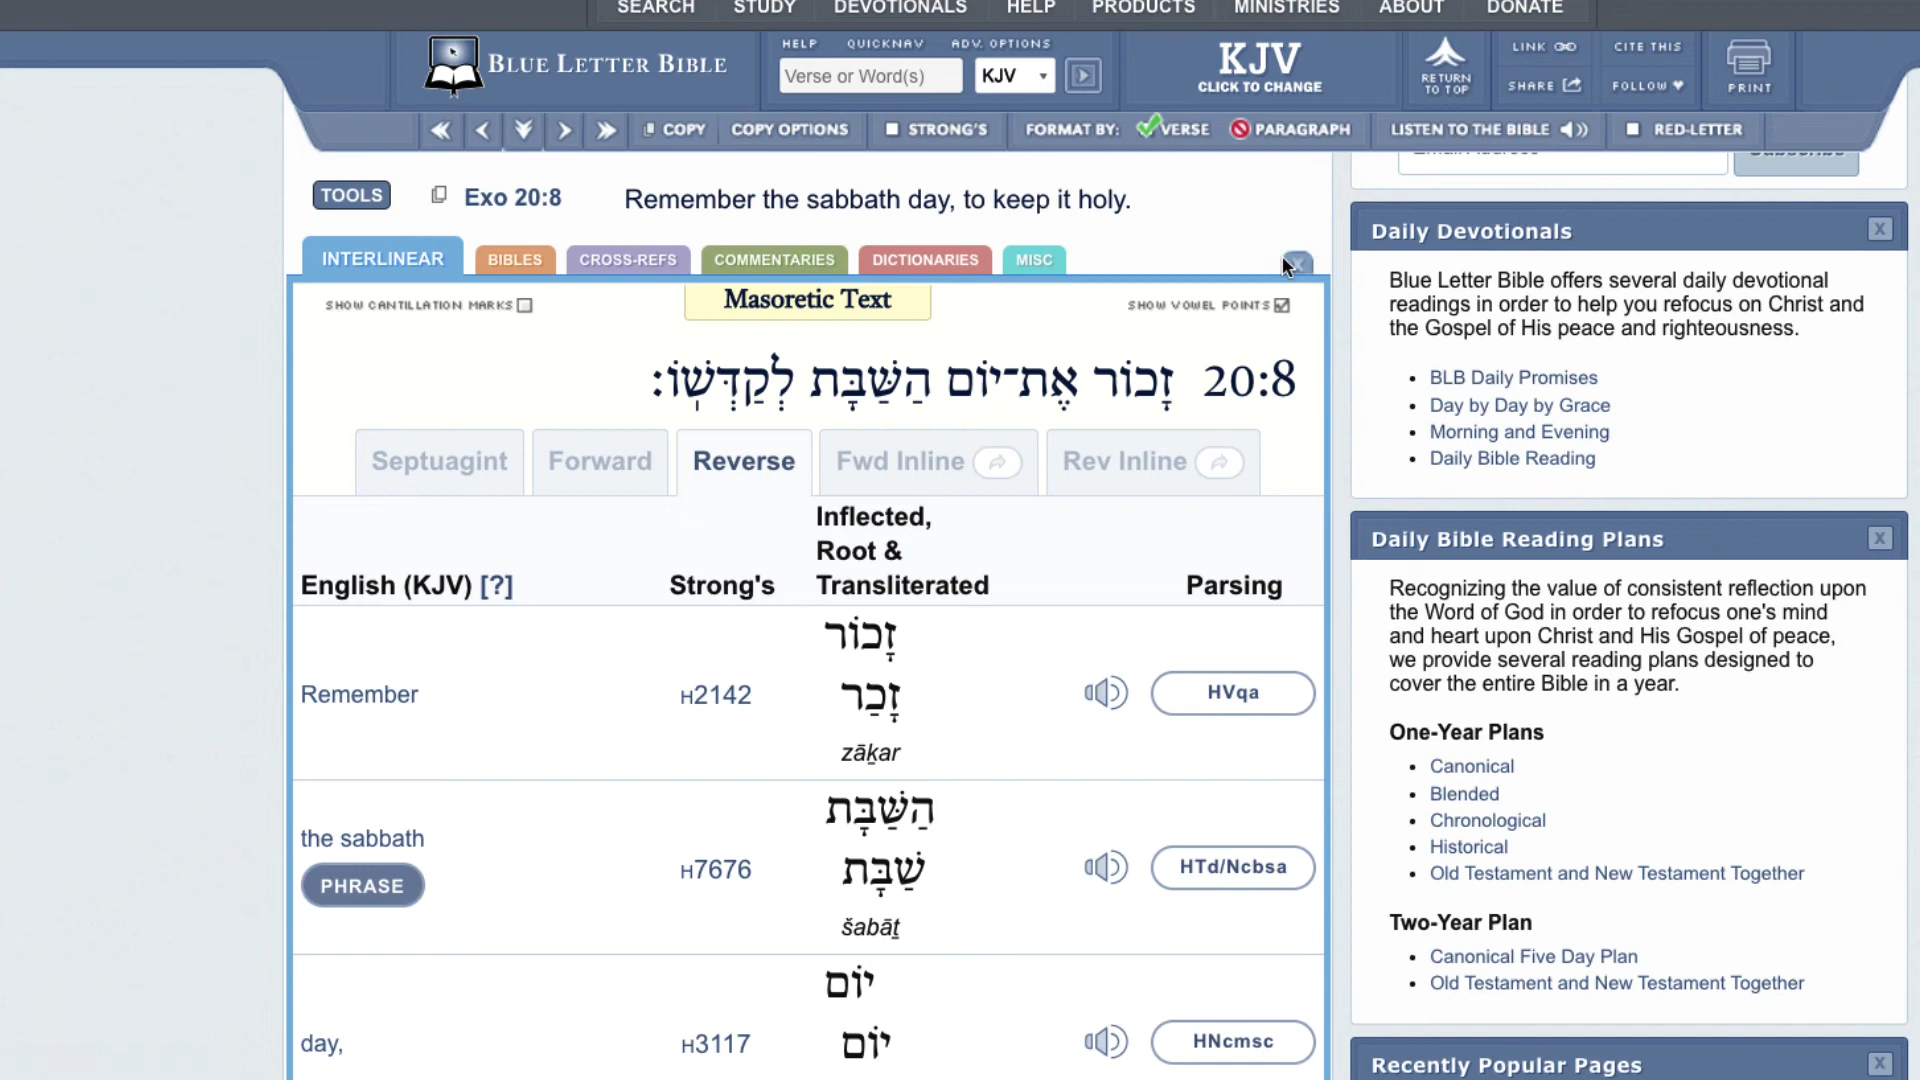 SEARCH STUDY DEVOTIONALS HELP PRODUCTS MINISTRIES ABOUT DONATE
BLUE LETTER BIBLE
HELP QUICKNAV ADV. OPTIONS
Verse or Word(s) KJV
KJV
CLICK TO CHANGE
RETURN
TO TOP
LINK
SHARE
CITE THIS
FOLLOW
PRINT
COPY COPY OPTIONS STRONG'S FORMAT BY: VERSE PARAGRAPH LISTEN TO THE BIBLE RED-LETTER
TOOLS Exo 20:8 Remember the sabbath day, to keep it holy.
INTERLINEAR BIBLES CROSS-REFS COMMENTARIES DICTIONARIES MISC
SHOW CANTILLATION MARKS Masoretic Text SHOW VOWEL POINTS
20:8 זָכוֹר אֶת־יוֹם הַשַּׁבָּת לְקַדְּשֽׁוֹ׃
Septuagint Forward Reverse Fwd Inline Rev Inline
English (KJV) [?] Strong's Inflected,
Root &
Transliterated Parsing
Remember H2142 זָכוֹר
זָכַר
zāḵar HVqa
the sabbath
PHRASE H7676 הַשַּׁבָּת
שַׁבָּת
šabāṯ HTd/Ncbsa
day, H3117 יוֹם
יוֹם HNcmsc
Daily Devotionals X
Blue Letter Bible offers several daily devotional
readings in order to help you refocus on Christ and
the Gospel of His peace and righteousness.
BLB Daily Promises
Day by Day by Grace
Morning and Evening
Daily Bible Reading
Daily Bible Reading Plans X
Recognizing the value of consistent reflection upon
the Word of God in order to refocus one's mind
and heart upon Christ and His Gospel of peace,
we provide several reading plans designed to
cover the entire Bible in a year.
One-Year Plans
Canonical
Blended
Chronological
Historical
Old Testament and New Testament Together
Two-Year Plan
Canonical Five Day Plan
Old Testament and New Testament Together
Recently Popular Pages X